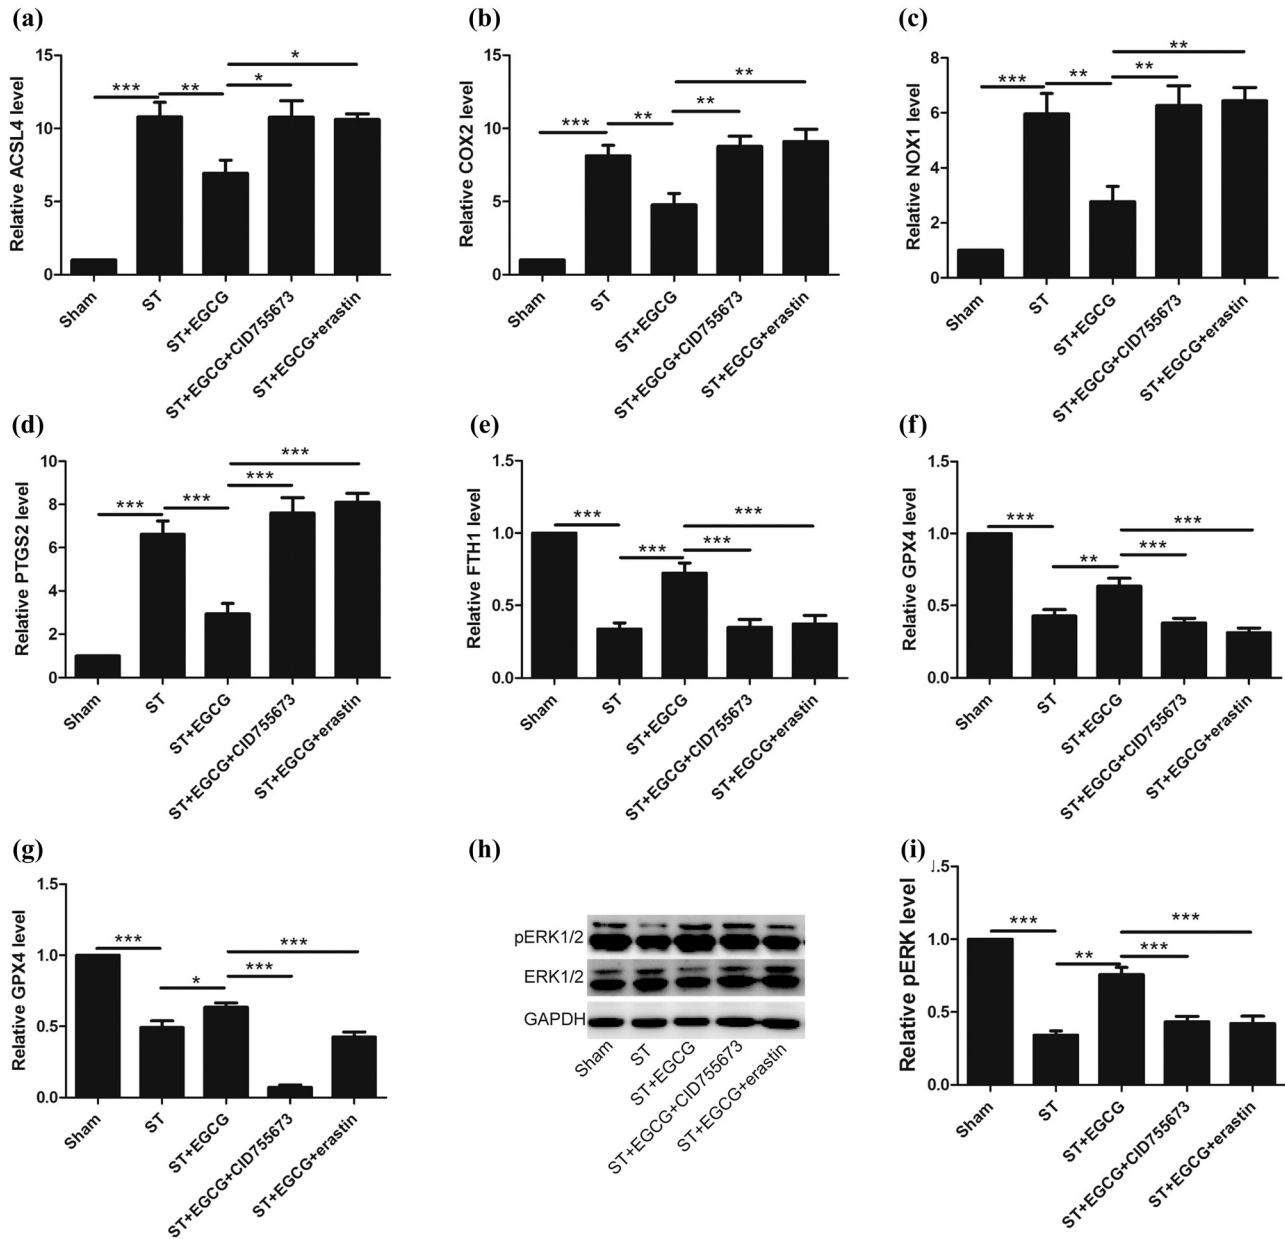 (a)
Relative ACSL4 level
15
10
5
0
***
**
*
*
Sham
ST
ST+EGCG
ST+EGCG+CID755673
ST+EGCG+erastin
(b)
Relative COX2 level
15
10
5
0
***
**
**
**
Sham
ST
ST+EGCG
ST+EGCG+CID755673
ST+EGCG+erastin
(c)
Relative NOX1 level
8
6
4
2
0
***
**
**
**
Sham
ST
ST+EGCG
ST+EGCG+CID755673
ST+EGCG+erastin
(d)
Relative PTGS2 level
10
8
6
4
2
0
***
***
***
***
Sham
ST
ST+EGCG
ST+EGCG+CID755673
ST+EGCG+erastin
(e)
Relative FTH1 level
1.5
1.0
0.5
0.0
***
***
***
***
Sham
ST
ST+EGCG
ST+EGCG+CID755673
ST+EGCG+erastin
(f)
Relative GPX4 level
1.5
1.0
0.5
0.0
***
**
***
***
Sham
ST
ST+EGCG
ST+EGCG+CID755673
ST+EGCG+erastin
(g)
Relative GPX4 level
1.5
1.0
0.5
0.0
***
*
***
***
Sham
ST
ST+EGCG
ST+EGCG+CID755673
ST+EGCG+erastin
(h)
pERK1/2
ERK1/2
GAPDH
Sham
ST
ST+EGCG
ST+EGCG+CID755673
ST+EGCG+erastin
(i)
Relative pERK level
1.5
1.0
0.5
0.0
***
**
***
***
Sham
ST
ST+EGCG
ST+EGCG+CID755673
ST+EGCG+erastin